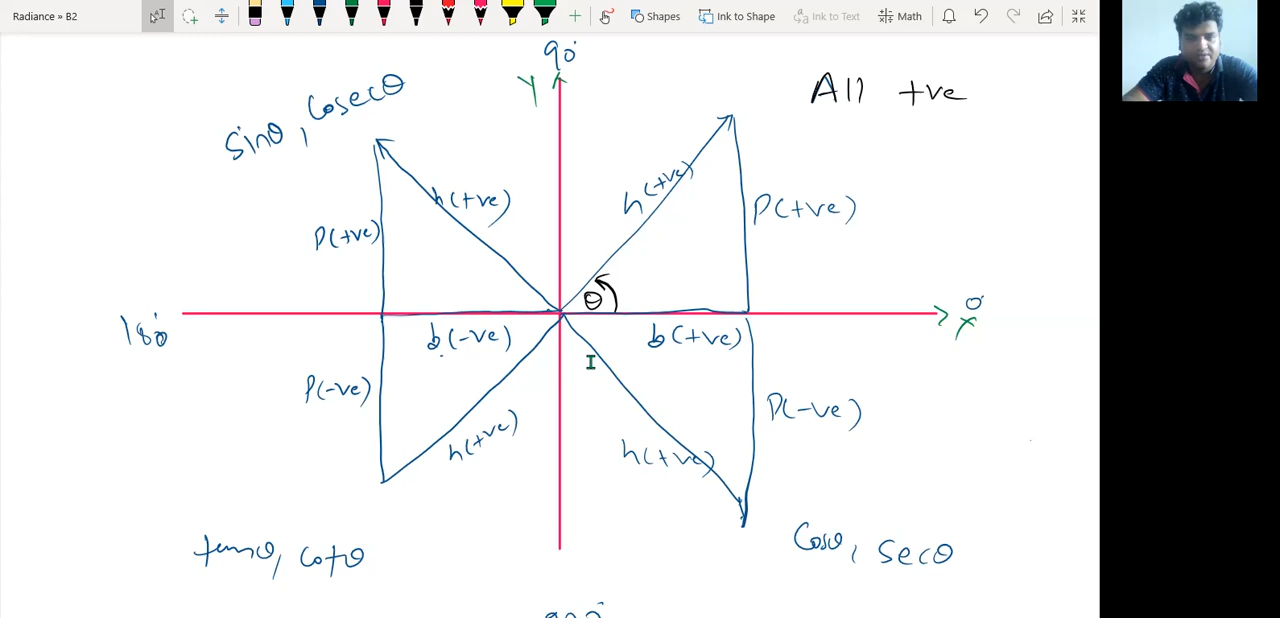 Radiance » B2
Shapes
Ink to Shape
Ink to Text
Math
90°
Y
All +ve
sinθ, cosecθ
h(+ve)
h(+ve)
P(+ve)
P(+ve)
θ
0°
X
180°
b(-ve)
b(+ve)
I
P(-ve)
P(-ve)
h(+ve)
h(+ve)
tanθ, cotθ
Cosθ, Secθ